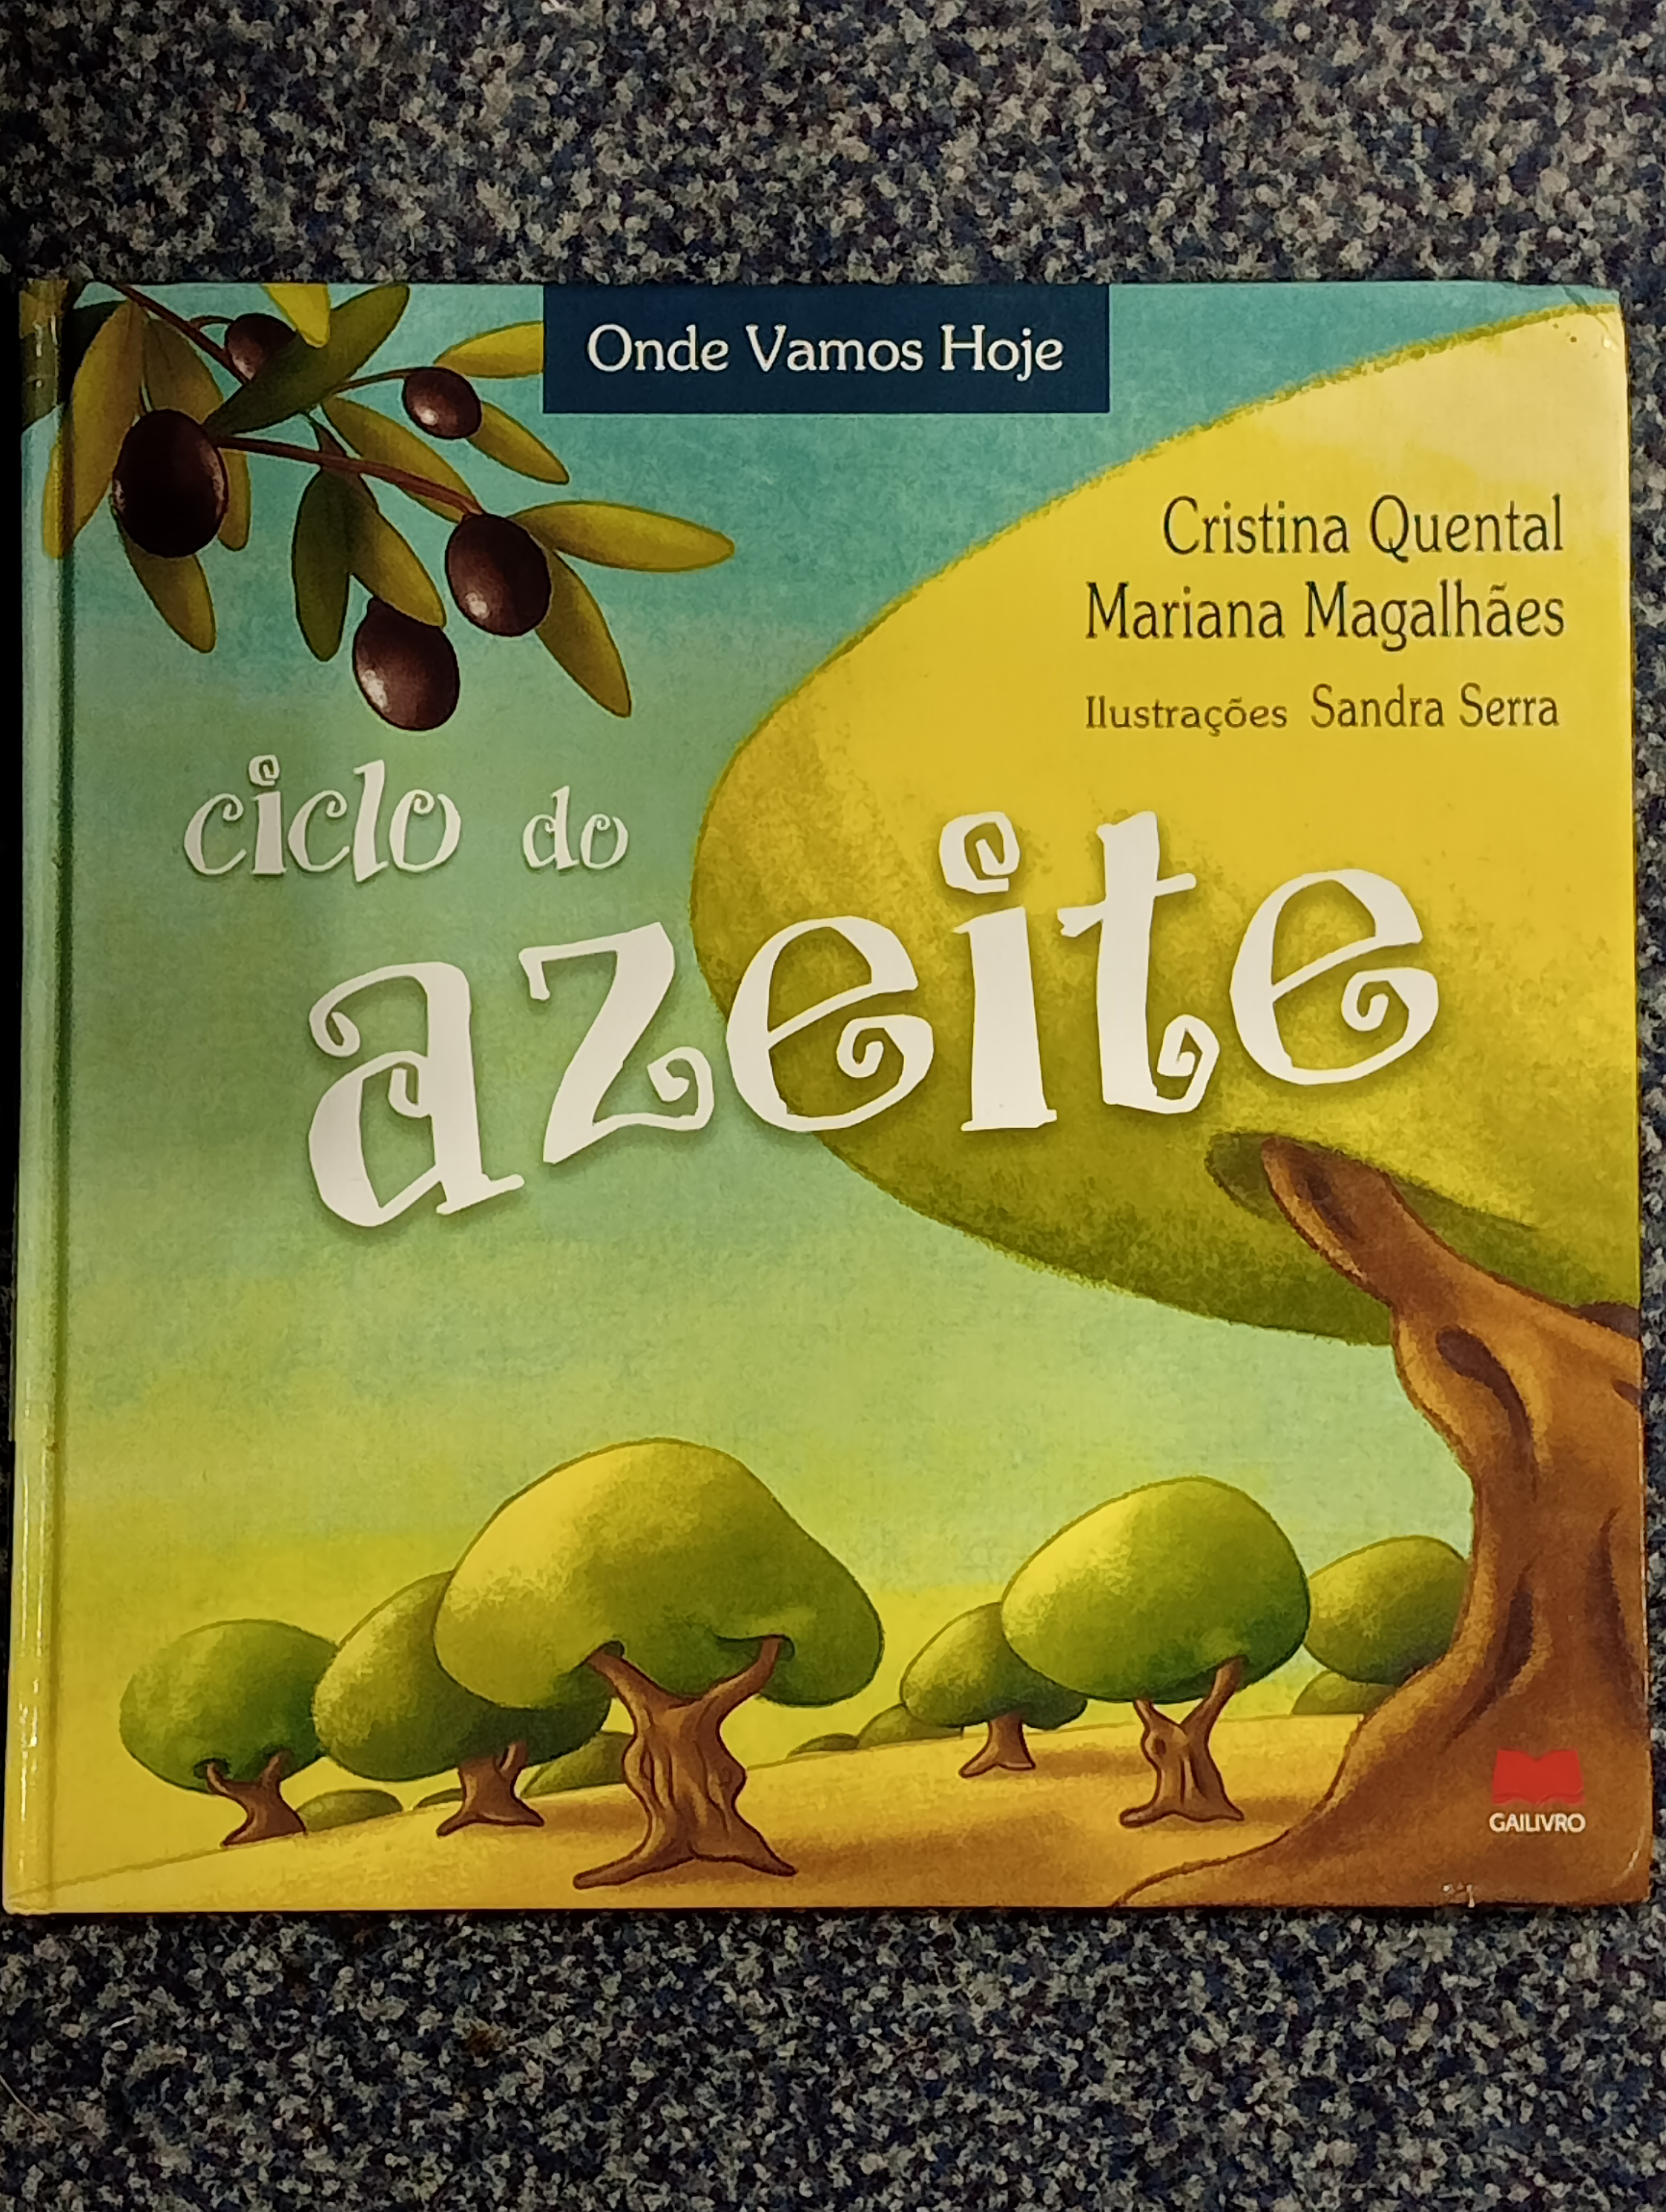 Onde Vamos Hoje
Cristina Quental
Mariana Magalhães
Ilustrações Sandra Serra
ciclo do
azeite
GAILIVRO